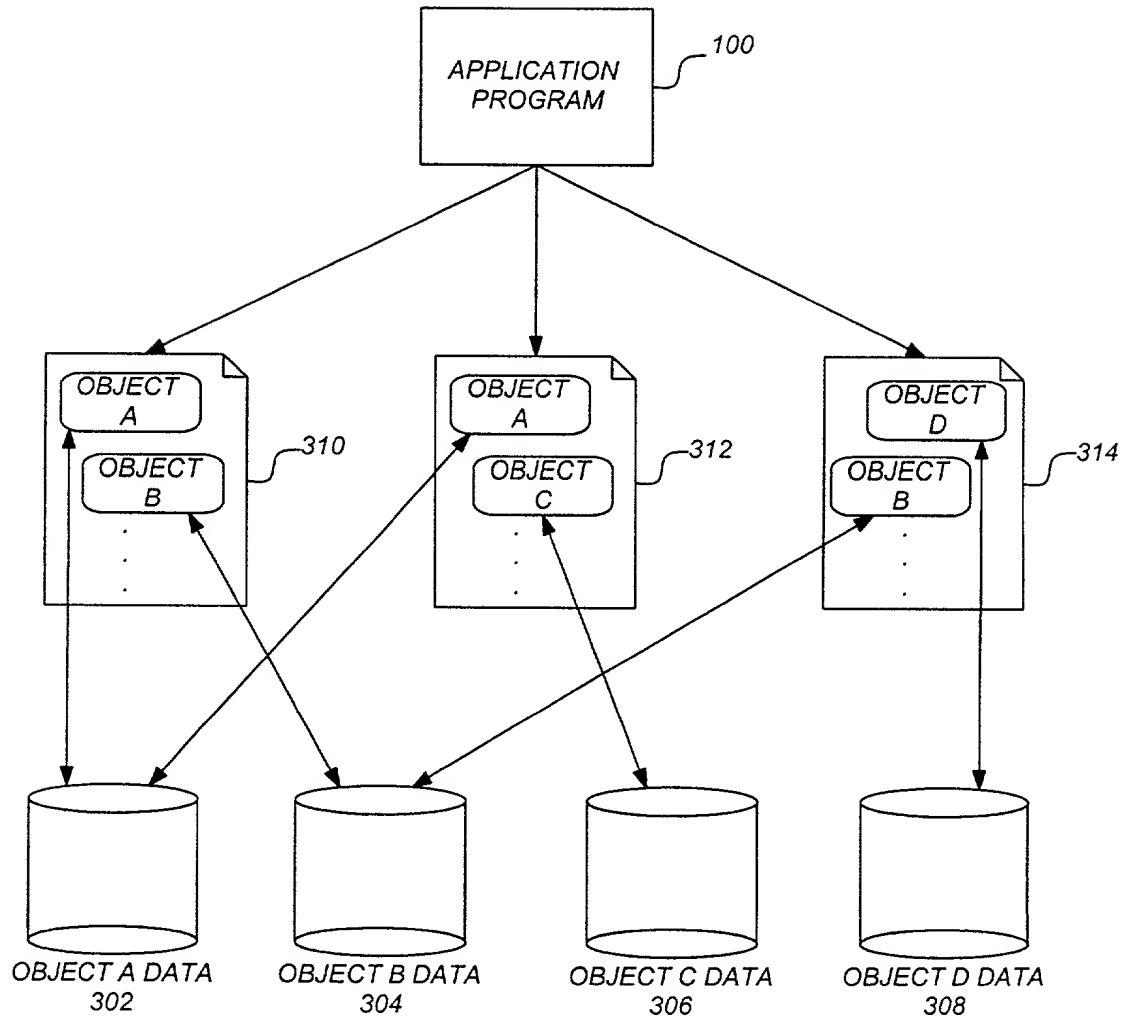 APPLICATION
PROGRAM
100
OBJECT
A
OBJECT
B
310
OBJECT
A
OBJECT
C
312
OBJECT
D
OBJECT
B
314
OBJECT A DATA
302
OBJECT B DATA
304
OBJECT C DATA
306
OBJECT D DATA
308